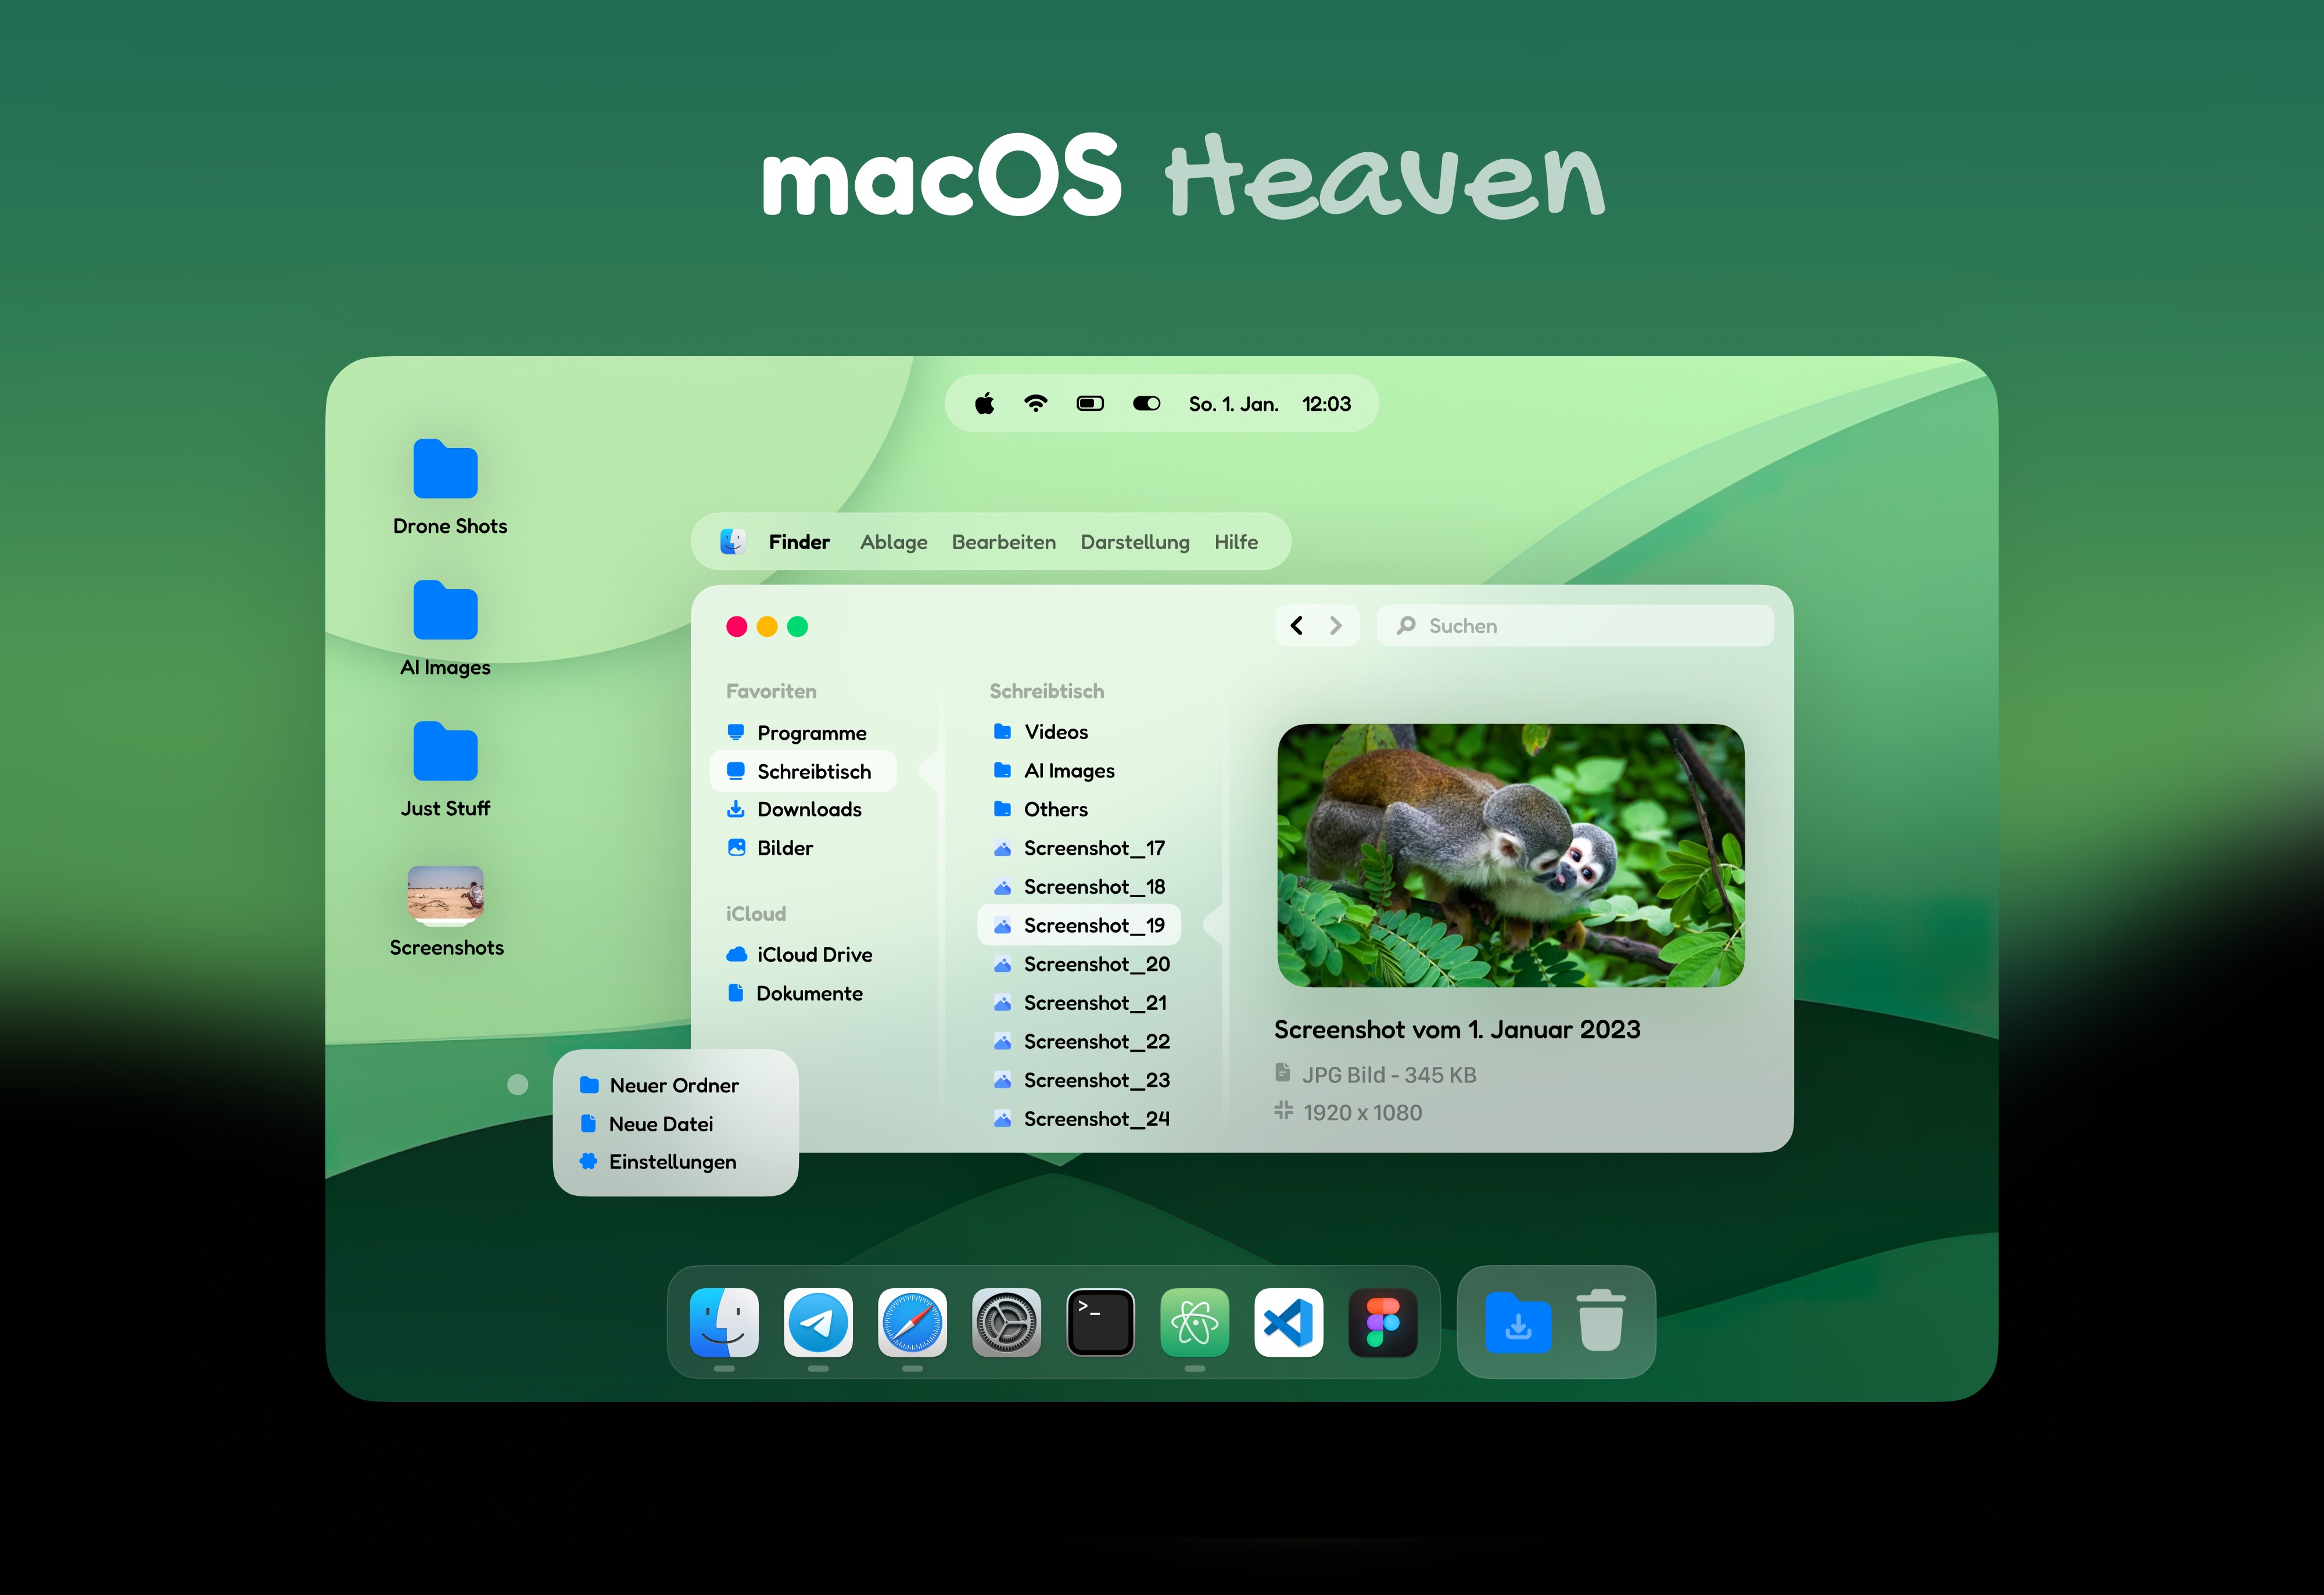 macOS Heaven
So. 1. Jan. 12:03
Drone Shots
AI Images
Just Stuff
Screenshots
Finder Ablage Bearbeiten Darstellung Hilfe
Suchen
Favoriten
Programme
Schreibtisch
Downloads
Bilder
iCloud
iCloud Drive
Dokumente
Schreibtisch
Videos
AI Images
Others
Screenshot_17
Screenshot_18
Screenshot_19
Screenshot_20
Screenshot_21
Screenshot_22
Screenshot_23
Screenshot_24
Screenshot vom 1. Januar 2023
JPG Bild - 345 KB
1920 x 1080
Neuer Ordner
Neue Datei
Einstellungen
>_